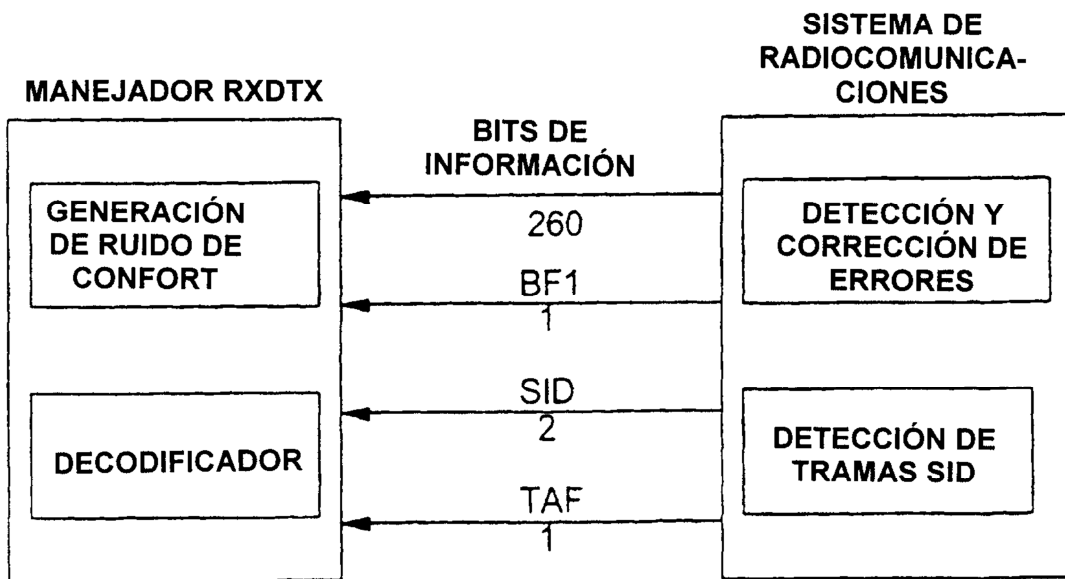 SISTEMA DE
RADIOCOMUNICA-
CIONES
MANEJADOR RXDTX
BITS DE
INFORMACIÓN
GENERACIÓN
DE RUIDO DE
CONFORT
260
DETECCIÓN Y
CORRECCIÓN DE
ERRORES
BF1
1
SID
2
DECODIFICADOR
DETECCIÓN DE
TRAMAS SID
TAF
1